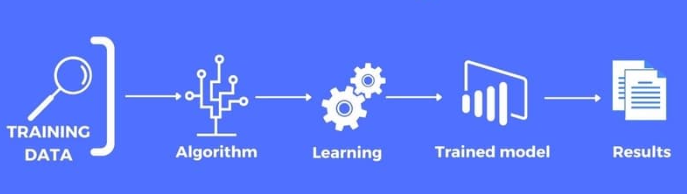 TRAINING
DATA
Algorithm
Learning
Trained model
Results